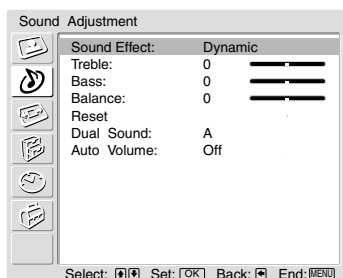 Sound Adjustment
Sound Effect: Dynamic
Treble: 0
Bass: 0
Balance: 0
Reset
Dual Sound: A
Auto Volume: Off
Select: Set: OK Back: End: MENU